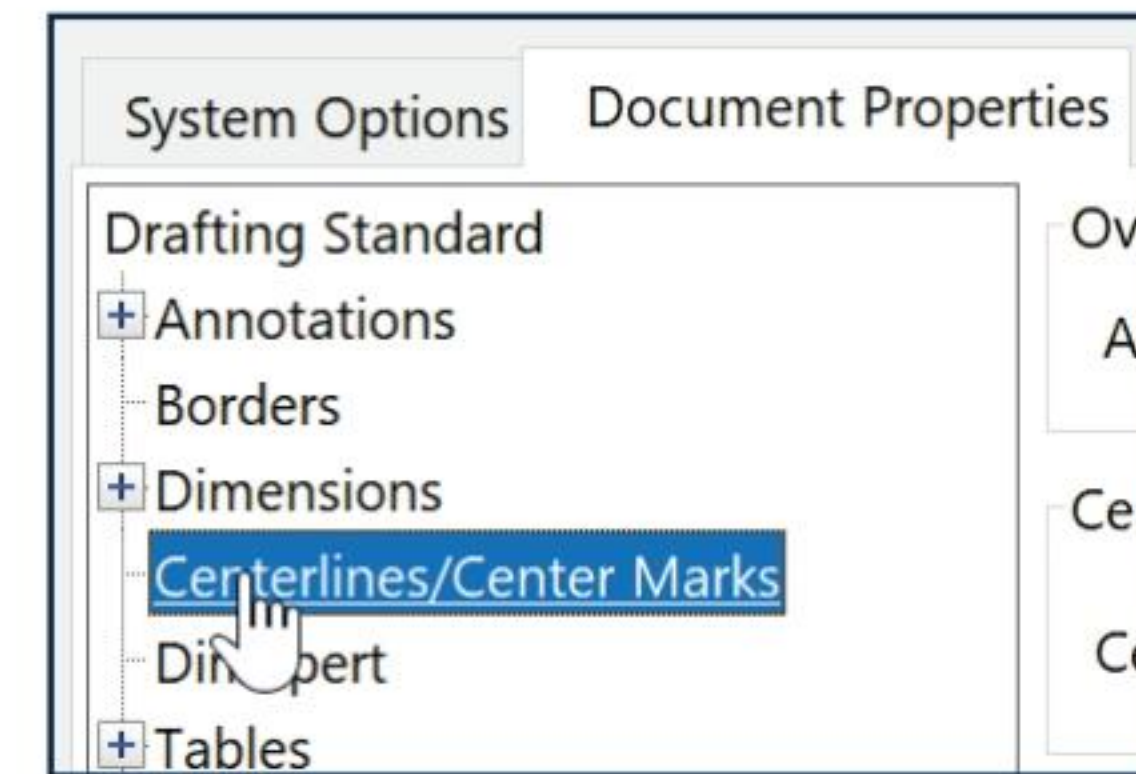 System Options
Document Properties
Drafting Standard
Annotations
Borders
Dimensions
Centerlines/Center Marks
Tables